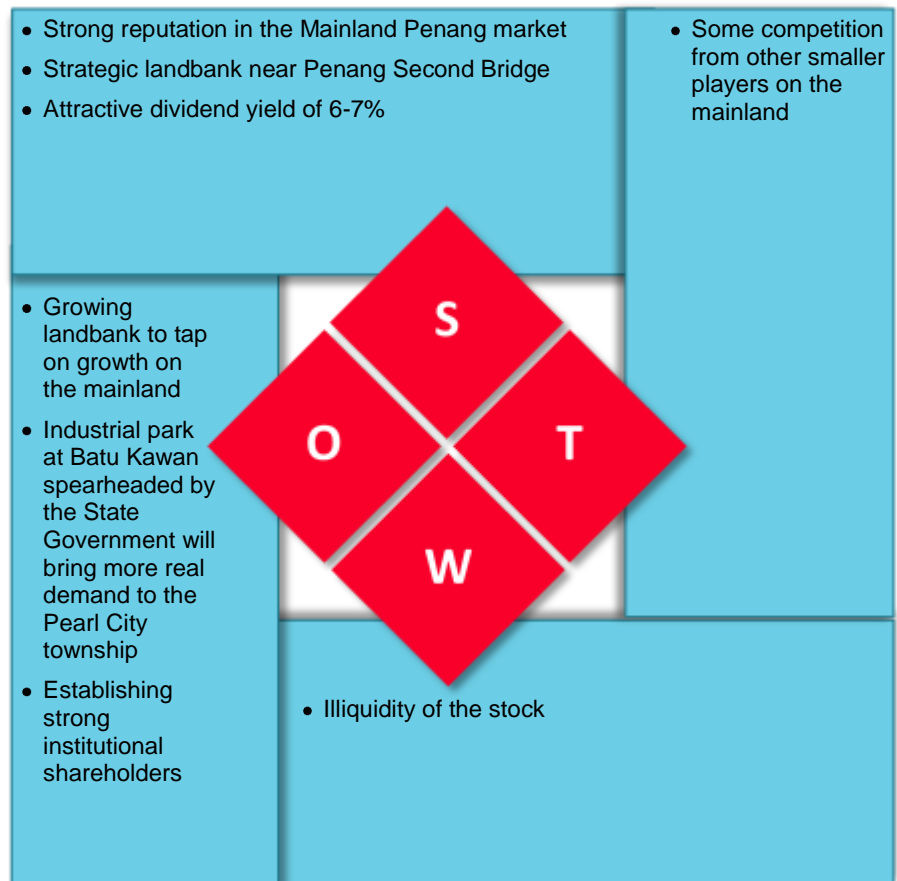 • Strong reputation in the Mainland Penang market
• Strategic landbank near Penang Second Bridge
• Attractive dividend yield of 6-7%
• Some competition
from other smaller
players on the
mainland
• Growing
landbank to tap
on growth on
the mainland
• Industrial park
at Batu Kawan
spearheaded by
the State
Government will
bring more real
demand to the
Pearl City
township
• Establishing
strong
institutional
shareholders
S
O
T
W
• Illiquidity of the stock